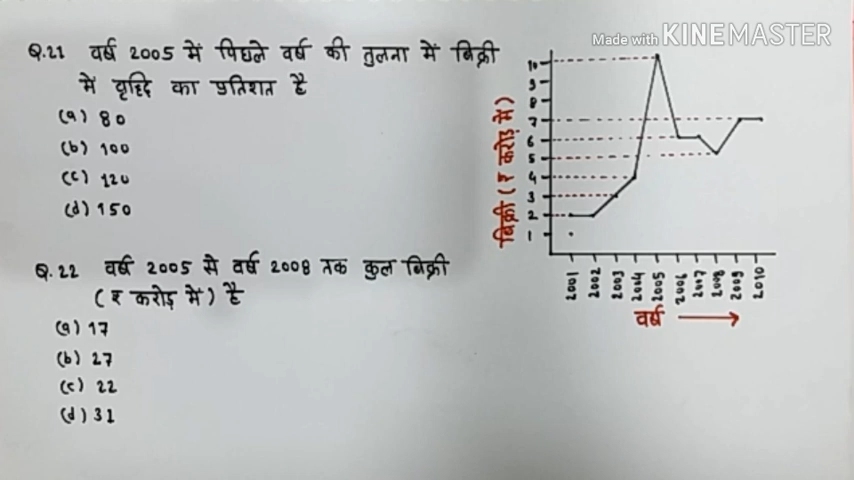 Made with KINEMASTER
Q.21 वर्ष 2005 में पिछले वर्ष की तुलना में बिक्री
में वृद्धि का प्रतिशत है
(a) 80
(b) 100
(c) 120
(d) 150
Q.22 वर्ष 2005 से वर्ष 2008 तक कुल बिक्री
(₹ करोड़ में) है
(a) 17
(b) 27
(c) 22
(d) 31
बिक्री (₹ करोड़ में)
10
9
8
7
6
5
4
3
2
1
2001
2002
2003
2004
2005
2006
2007
2008
2009
2010
वर्ष